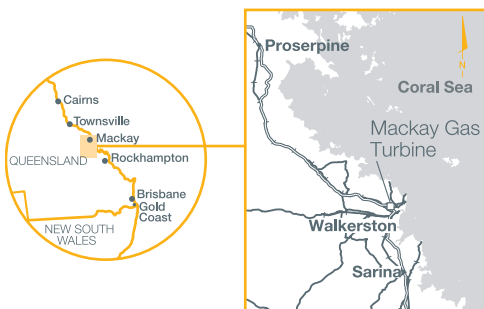 Cairns
Townsville
Mackay
QUEENSLAND
Rockhampton
Brisbane
Gold
Coast
NEW SOUTH
WALES
Proserpine
N
Coral Sea
Mackay Gas
Turbine
Walkerston
Sarina